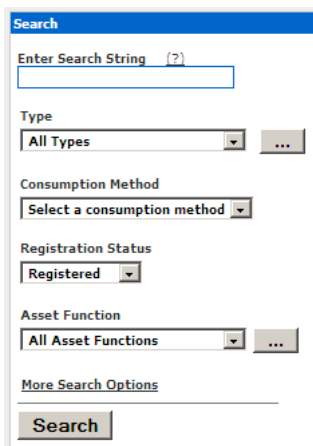 Search
Enter Search String (?)
Type
All Types ...
Consumption Method
Select a consumption method
Registration Status
Registered
Asset Function
All Asset Functions ...
More Search Options
Search